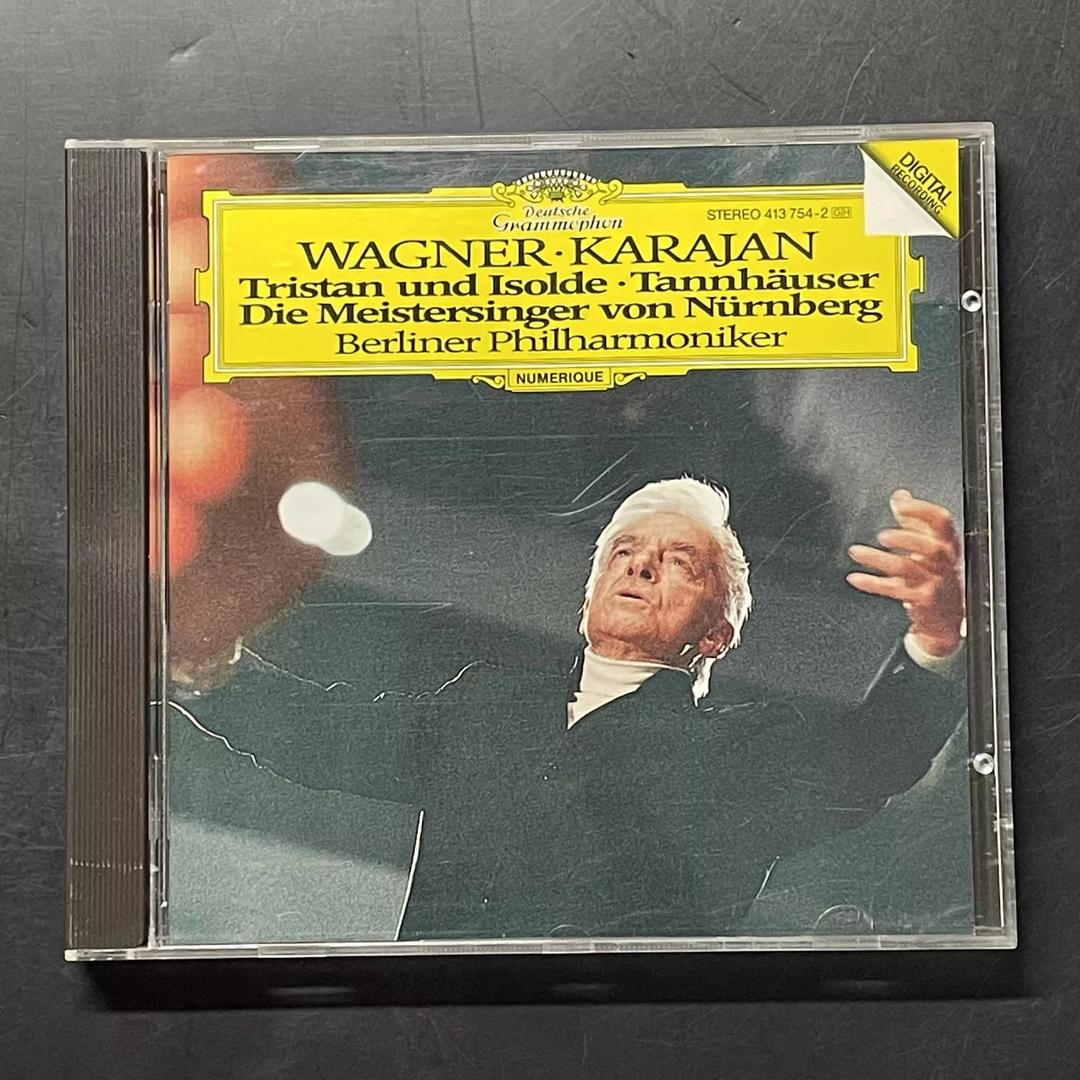 DIGITAL
RECORDING
Deutsche
Grammophon
STEREO 413 754-2 GH
WAGNER · KARAJAN
Tristan und Isolde · Tannhäuser
Die Meistersinger von Nürnberg
Berliner Philharmoniker
NUMERIQUE